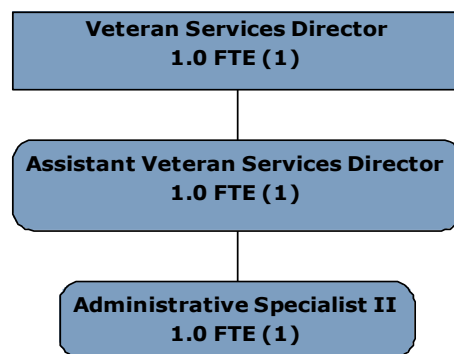 Veteran Services Director
1.0 FTE (1)
Assistant Veteran Services Director
1.0 FTE (1)
Administrative Specialist II
1.0 FTE (1)